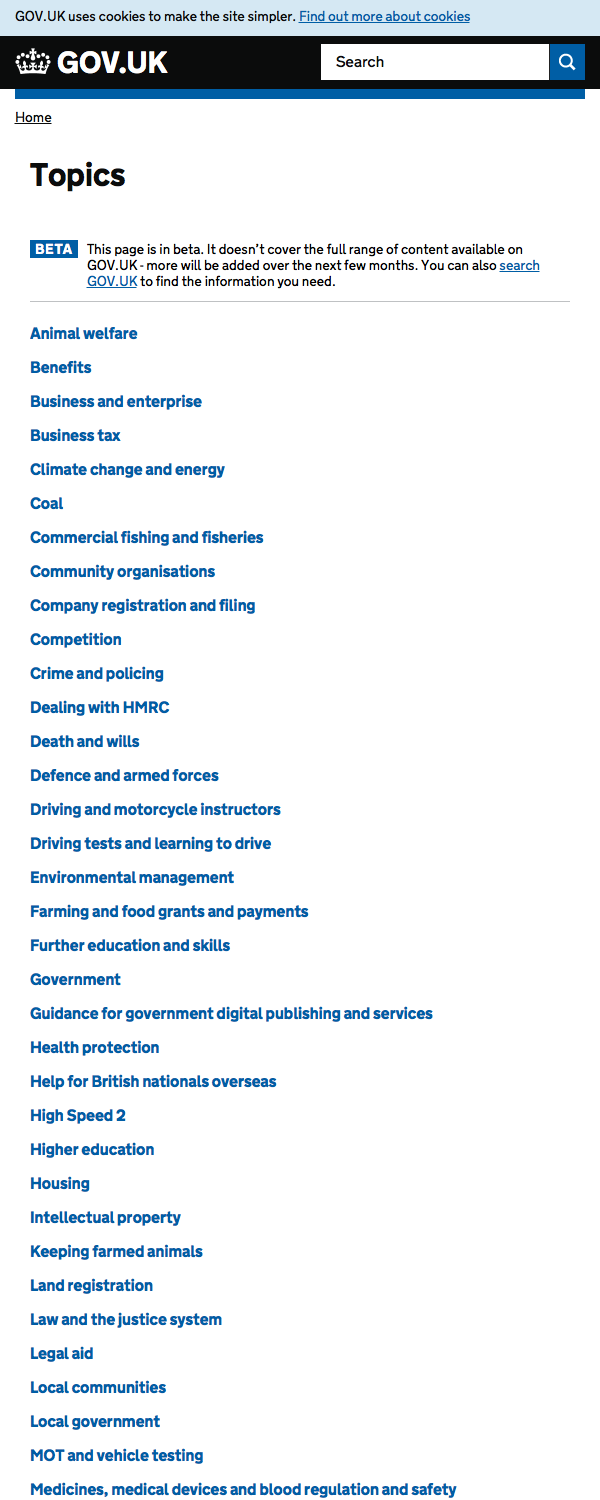 GOV.UK uses cookies to make the site simpler. Find out more about cookies
GOV.UK
Search
Home
Topics
BETA This page is in beta. It doesn’t cover the full range of content available on
GOV.UK - more will be added over the next few months. You can also search
GOV.UK to find the information you need.
Animal welfare
Benefits
Business and enterprise
Business tax
Climate change and energy
Coal
Commercial fishing and fisheries
Community organisations
Company registration and filing
Competition
Crime and policing
Dealing with HMRC
Death and wills
Defence and armed forces
Driving and motorcycle instructors
Driving tests and learning to drive
Environmental management
Farming and food grants and payments
Further education and skills
Government
Guidance for government digital publishing and services
Health protection
Help for British nationals overseas
High Speed 2
Higher education
Housing
Intellectual property
Keeping farmed animals
Land registration
Law and the justice system
Legal aid
Local communities
Local government
MOT and vehicle testing
Medicines, medical devices and blood regulation and safety